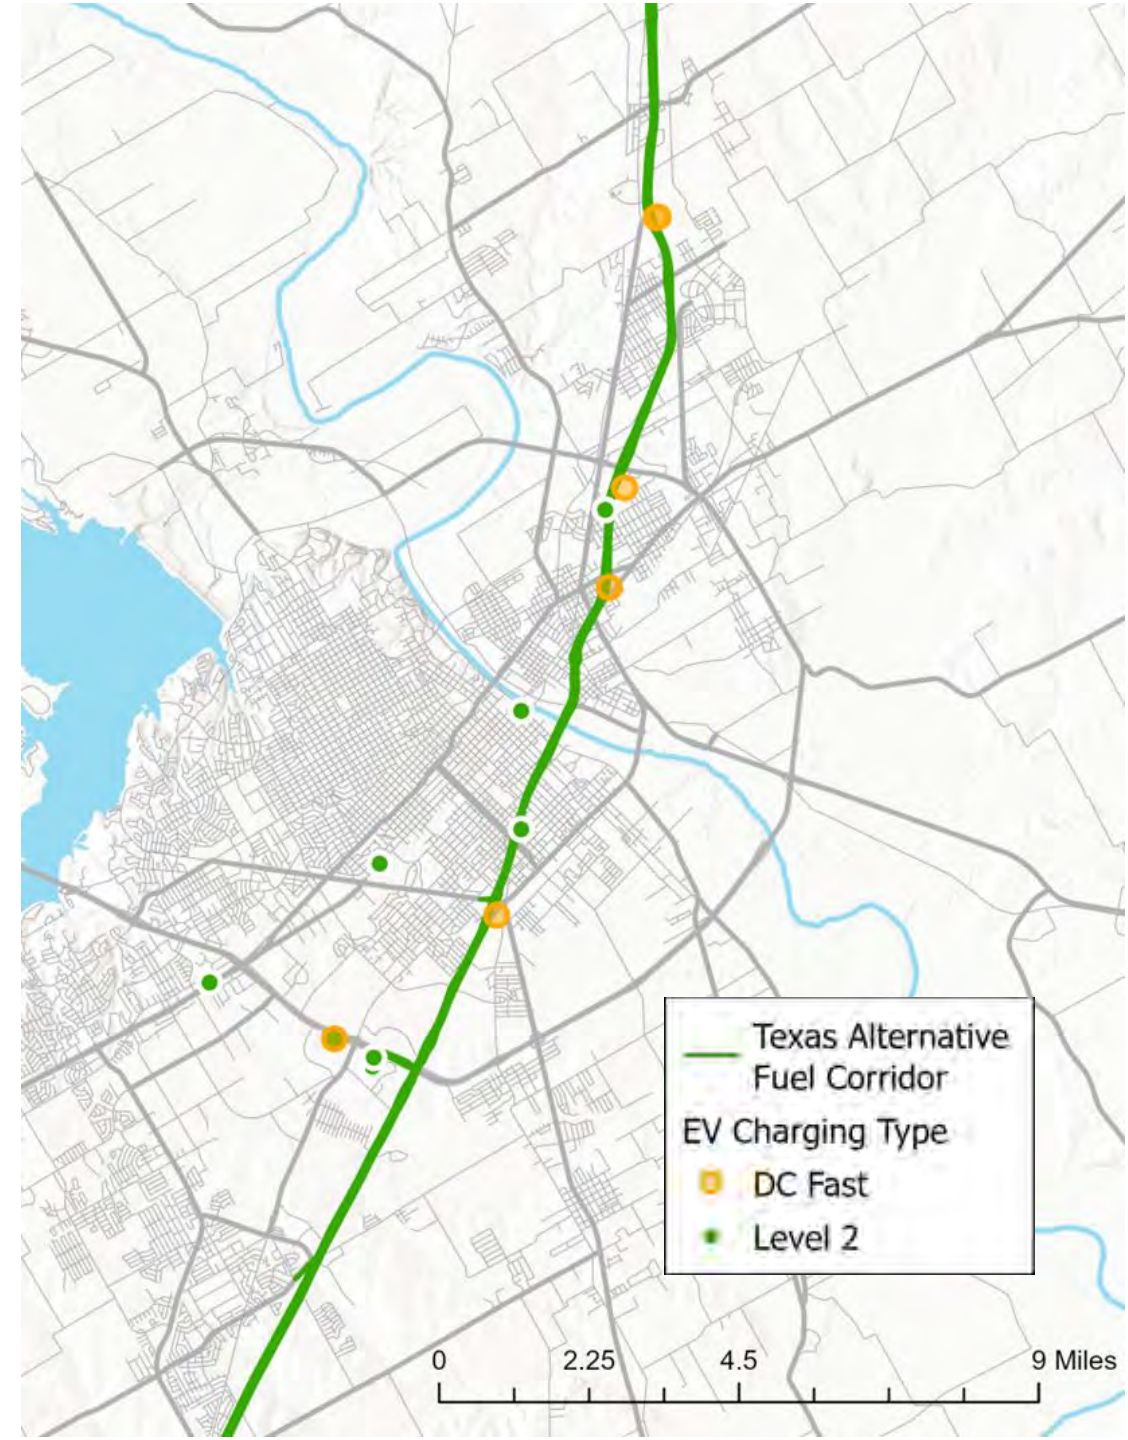 Texas Alternative
Fuel Corridor
EV Charging Type
DC Fast
Level 2
0 2.25 4.5 9 Miles